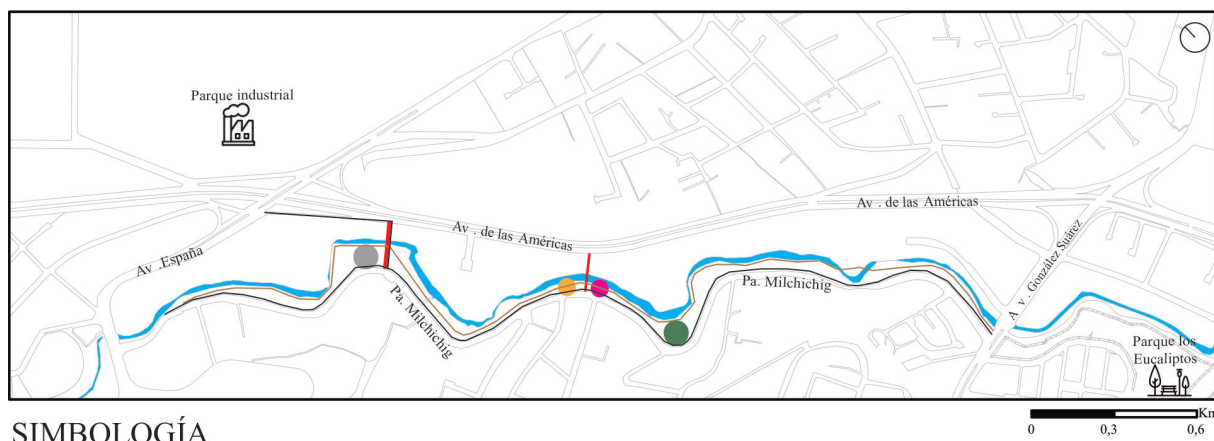 Parque industrial
Av . de las Américas
Av . de las Américas
Av .España
A v . González Suárez
Pa. Milchichig
Pa. Milchichig
Parque los
Eucaliptos
Km
0 0,3 0,6
SIMBOLOGÍA